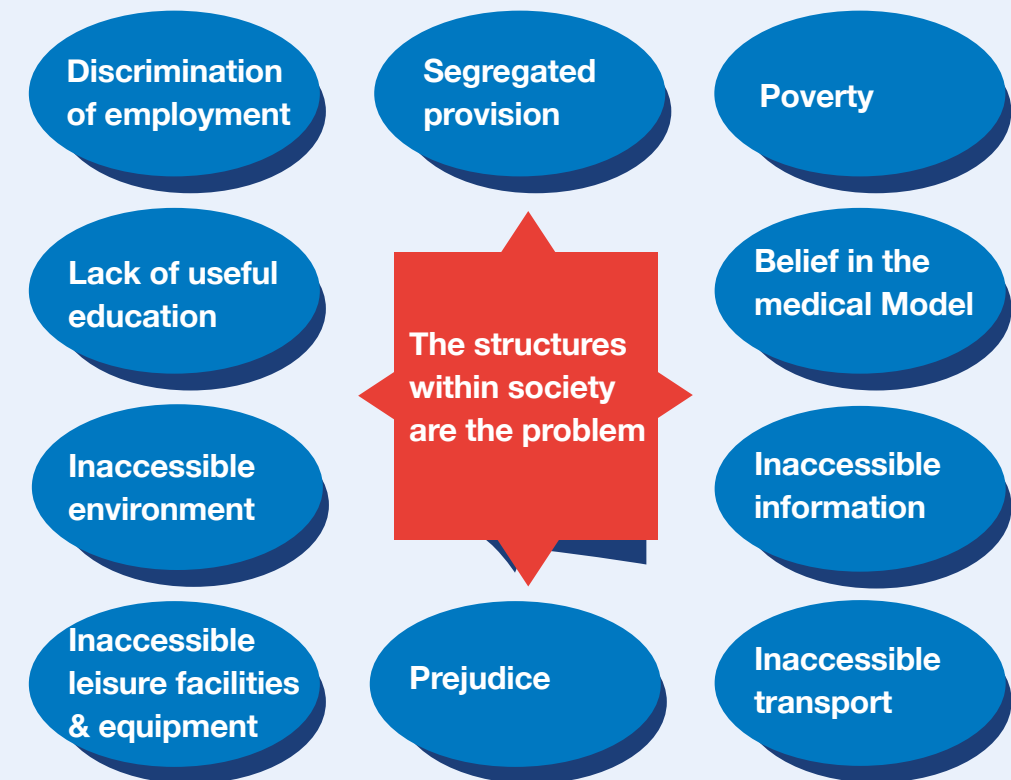 Discrimination
of employment
Segregated
provision
Poverty
Lack of useful
education
The structures
within society
are the problem
Belief in the
medical Model
Inaccessible
environment
Inaccessible
information
Inaccessible
leisure facilities
& equipment
Prejudice
Inaccessible
transport